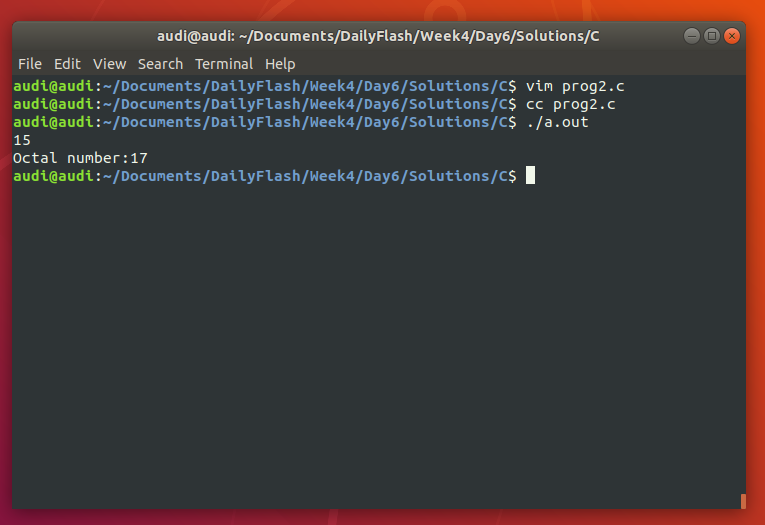 audi@audi: ~/Documents/DailyFlash/Week4/Day6/Solutions/C
File Edit View Search Terminal Help
audi@audi:~/Documents/DailyFlash/Week4/Day6/Solutions/C$ vim prog2.c
audi@audi:~/Documents/DailyFlash/Week4/Day6/Solutions/C$ cc prog2.c
audi@audi:~/Documents/DailyFlash/Week4/Day6/Solutions/C$ ./a.out
15
Octal number:17
audi@audi:~/Documents/DailyFlash/Week4/Day6/Solutions/C$